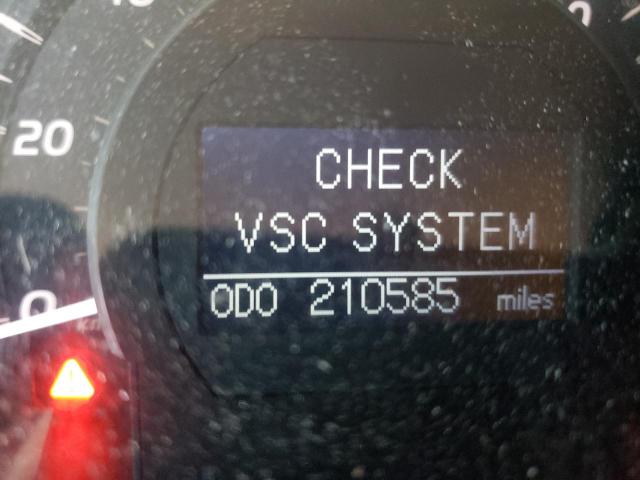 20
0
CHECK
VSC SYSTEM
ODO 210585 miles